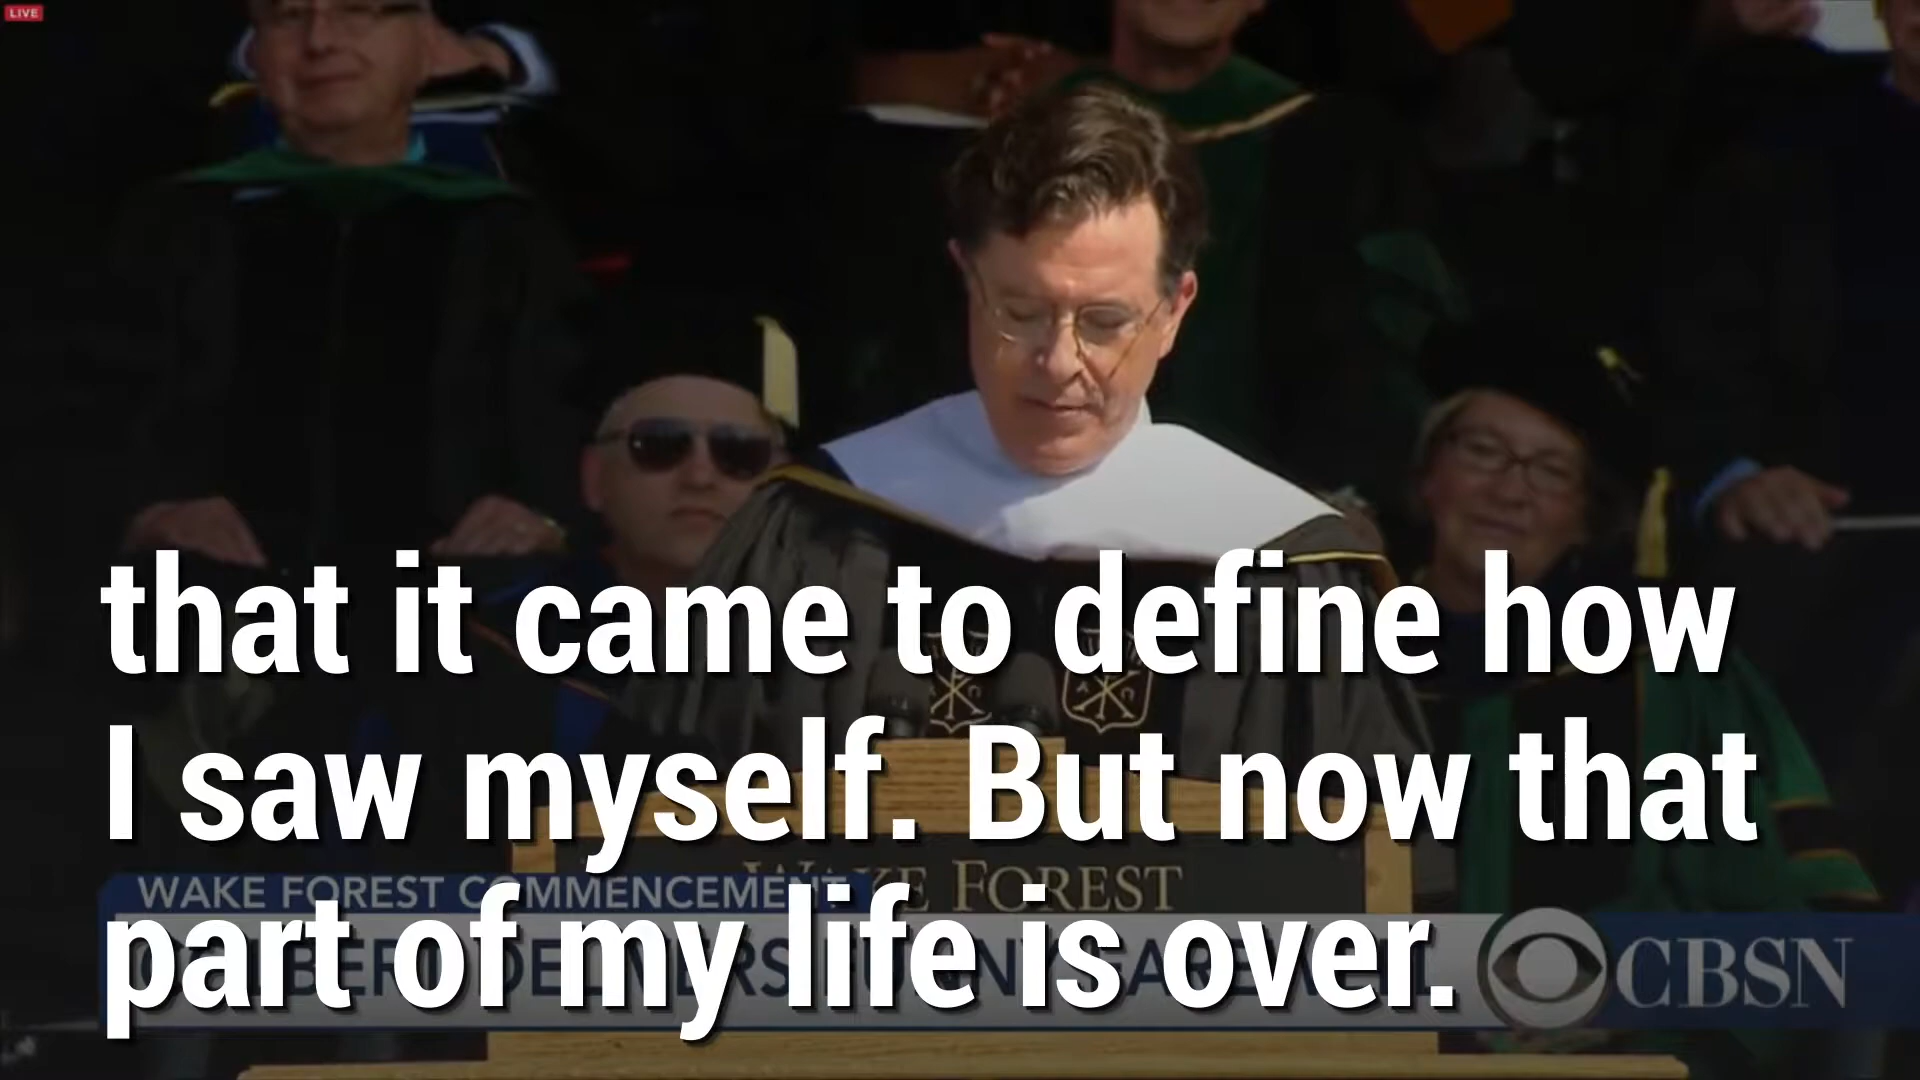 LIVE
that it came to define how
I saw myself. But now that
part of my life is over.
WAKE FOREST
WAKE FOREST COMMENCEMENT
CBSN